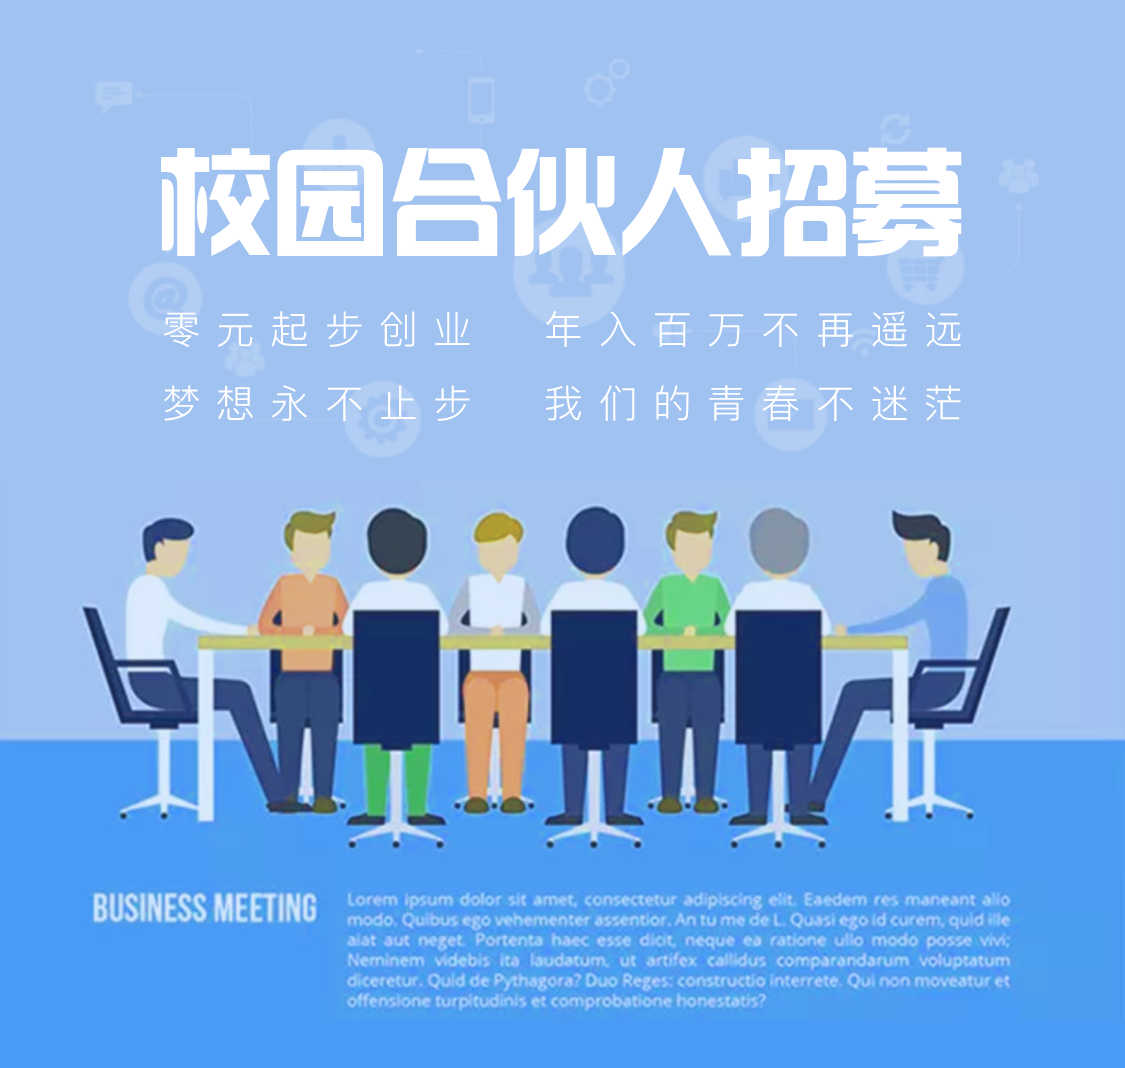 校园合伙人招募
零元起步创业 年入百万不再遥远
梦想永不止步 我们的青春不迷茫
BUSINESS MEETING
Lorem ipsum dolor sit amet, consectetur adipiscing elit. Eaedem res maneant alio
modo. Quibus ego vehementer assentior. An tu me de L. Quasi ego id curem, quid ille
aiat aut neget. Portenta haec esse dicit, neque ea ratione ullo modo posse vivi;
Neminem videbis ita laudatum, ut artifex callidus comparandarum voluptatum
diceretur. Quid de Pythagora? Duo Reges: constructio interrete. Qui non moveatur et
offensione turpitudinis et comprobatione honestatis?